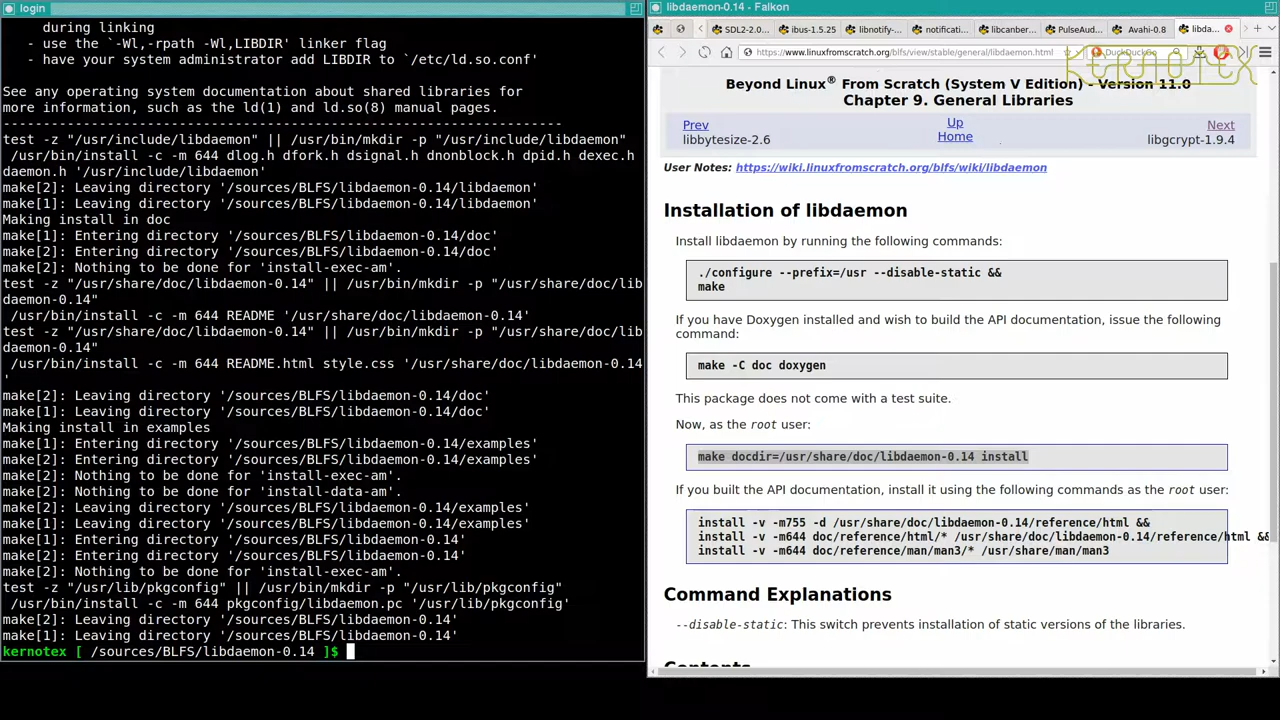 login
during linking
- use the `-Wl,-rpath -Wl,LIBDIR' linker flag
- have your system administrator add LIBDIR to `/etc/ld.so.conf'
See any operating system documentation about shared libraries for
more information, such as the ld(1) and ld.so(8) manual pages.
----------------------------------------------------------------------
test -z "/usr/include/libdaemon" || /usr/bin/mkdir -p "/usr/include/libdaemon"
/usr/bin/install -c -m 644 dlog.h dfork.h dsignal.h dnonblock.h dpid.h dexec.h
daemon.h '/usr/include/libdaemon'
make[2]: Leaving directory '/sources/BLFS/libdaemon-0.14/libdaemon'
make[1]: Leaving directory '/sources/BLFS/libdaemon-0.14/libdaemon'
Making install in doc
make[1]: Entering directory '/sources/BLFS/libdaemon-0.14/doc'
make[2]: Entering directory '/sources/BLFS/libdaemon-0.14/doc'
make[2]: Nothing to be done for 'install-exec-am'.
test -z "/usr/share/doc/libdaemon-0.14" || /usr/bin/mkdir -p "/usr/share/doc/lib
daemon-0.14"
/usr/bin/install -c -m 644 README '/usr/share/doc/libdaemon-0.14'
test -z "/usr/share/doc/libdaemon-0.14" || /usr/bin/mkdir -p "/usr/share/doc/lib
daemon-0.14"
/usr/bin/install -c -m 644 README.html style.css '/usr/share/doc/libdaemon-0.14
'
make[2]: Leaving directory '/sources/BLFS/libdaemon-0.14/doc'
make[1]: Leaving directory '/sources/BLFS/libdaemon-0.14/doc'
Making install in examples
make[1]: Entering directory '/sources/BLFS/libdaemon-0.14/examples'
make[2]: Entering directory '/sources/BLFS/libdaemon-0.14/examples'
make[2]: Nothing to be done for 'install-exec-am'.
make[2]: Nothing to be done for 'install-data-am'.
make[2]: Leaving directory '/sources/BLFS/libdaemon-0.14/examples'
make[1]: Leaving directory '/sources/BLFS/libdaemon-0.14/examples'
make[1]: Entering directory '/sources/BLFS/libdaemon-0.14'
make[2]: Entering directory '/sources/BLFS/libdaemon-0.14'
make[2]: Nothing to be done for 'install-exec-am'.
test -z "/usr/lib/pkgconfig" || /usr/bin/mkdir -p "/usr/lib/pkgconfig"
/usr/bin/install -c -m 644 pkgconfig/libdaemon.pc '/usr/lib/pkgconfig'
make[2]: Leaving directory '/sources/BLFS/libdaemon-0.14'
make[1]: Leaving directory '/sources/BLFS/libdaemon-0.14'
kernotex [ /sources/BLFS/libdaemon-0.14 ]$
libdaemon-0.14 - Falkon
SDL2-2.0... ibus-1.5.25 libnotify-... notificati... libcanber... PulseAud... Avahi-0.8 libda...
https://www.linuxfromscratch.org/blfs/view/stable/general/libdaemon.html DuckDuckGo
KERNOTEX
Beyond Linux® From Scratch (System V Edition) - Version 11.0
Chapter 9. General Libraries
Prev Up Next
libbytesize-2.6 Home libgcrypt-1.9.4
User Notes: https://wiki.linuxfromscratch.org/blfs/wiki/libdaemon
Installation of libdaemon
Install libdaemon by running the following commands:
./configure --prefix=/usr --disable-static &&
make
If you have Doxygen installed and wish to build the API documentation, issue the following
command:
make -C doc doxygen
This package does not come with a test suite.
Now, as the root user:
make docdir=/usr/share/doc/libdaemon-0.14 install
If you built the API documentation, install it using the following commands as the root user:
install -v -m755 -d /usr/share/doc/libdaemon-0.14/reference/html &&
install -v -m644 doc/reference/html/* /usr/share/doc/libdaemon-0.14/reference/html &&
install -v -m644 doc/reference/man/man3/* /usr/share/man/man3
Command Explanations
--disable-static: This switch prevents installation of static versions of the libraries.
Contents